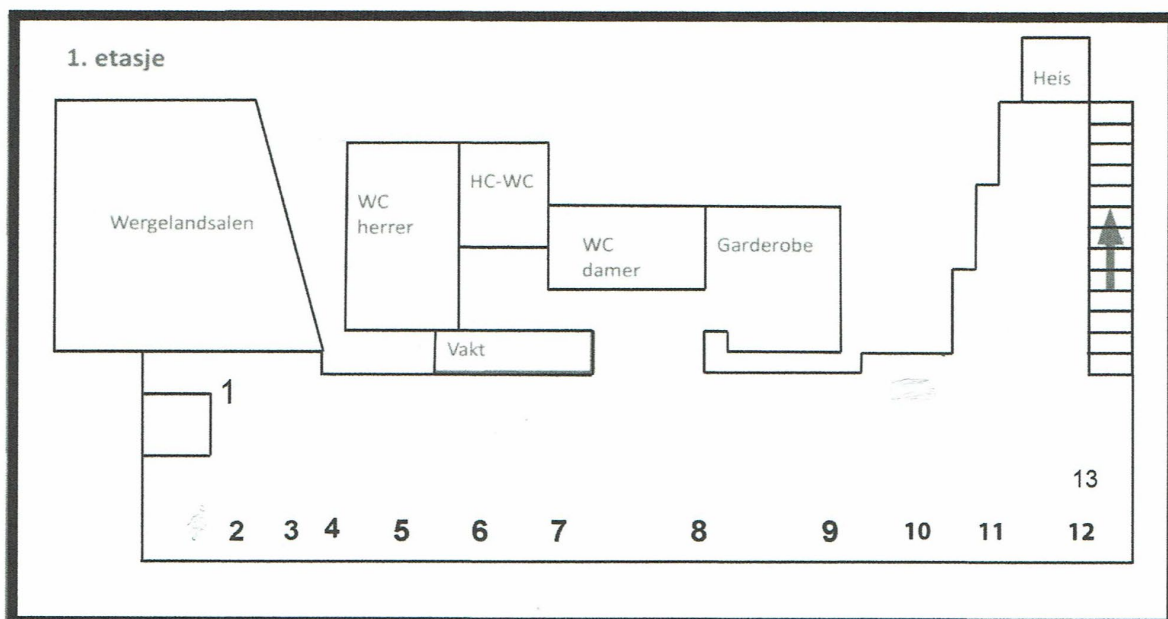 1. etasje
Heis
HC-WC
WC
herrer
Wergelandsalen
WC
damer
Garderobe
Vakt
1
13
2 3 4 5 6 7 8 9 10 11 12